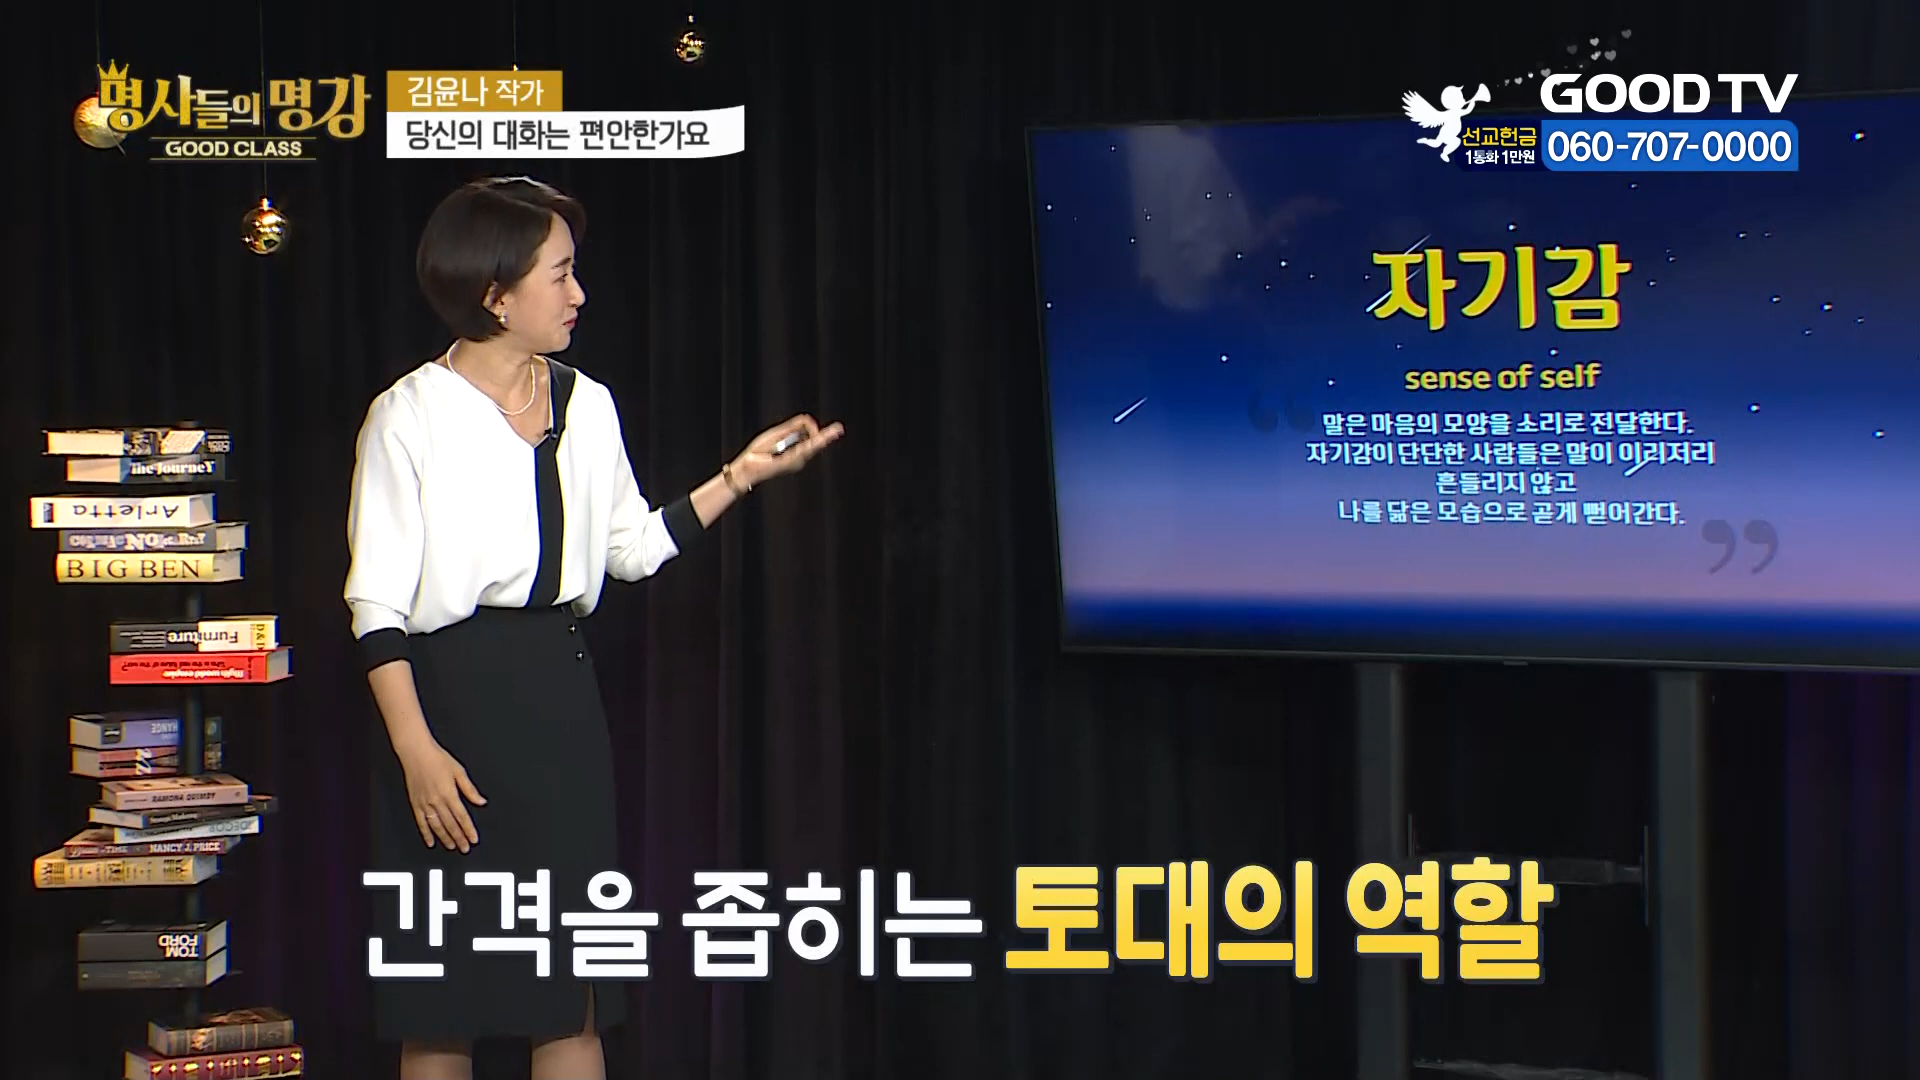 명사들의 명강
GOOD CLASS
김윤나 작가
당신의 대화는 편안한가요
GOOD TV
선교헌금
1통화 1만원
060-707-0000
자기감
sense of self
말은 마음의 모양을 소리로 전달한다.
자기감이 단단한 사람들은 말이 이리저리
흔들리지 않고
나를 닮은 모습으로 곧게 뻗어간다.
The JourneY
Arletta
BIG BEN
Furniture
D&D
RAMONA QUIMBY
DECOR
NANCY J. PRICE
TOM
FORD
간격을 좁히는 토대의 역할